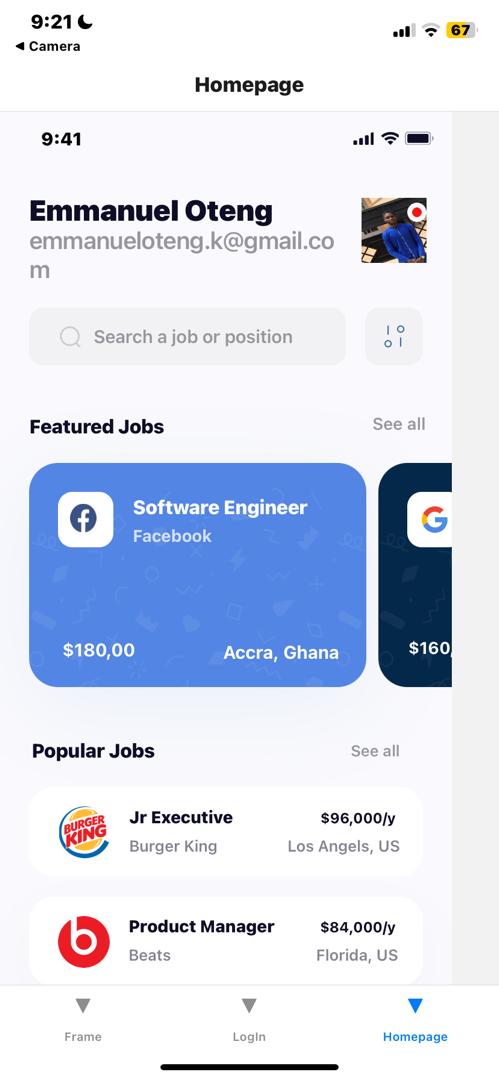 9:21
67
◀ Camera
Homepage
9:41
Emmanuel Oteng
emmanueloteng.k@gmail.co
m
Search a job or position
Featured Jobs
See all
Software Engineer
Facebook
$180,00
Accra, Ghana
G
$160,
Popular Jobs
See all
BURGER
KING
Jr Executive
$96,000/y
Burger King
Los Angels, US
b
Product Manager
$84,000/y
Beats
Florida, US
Frame
LogIn
Homepage